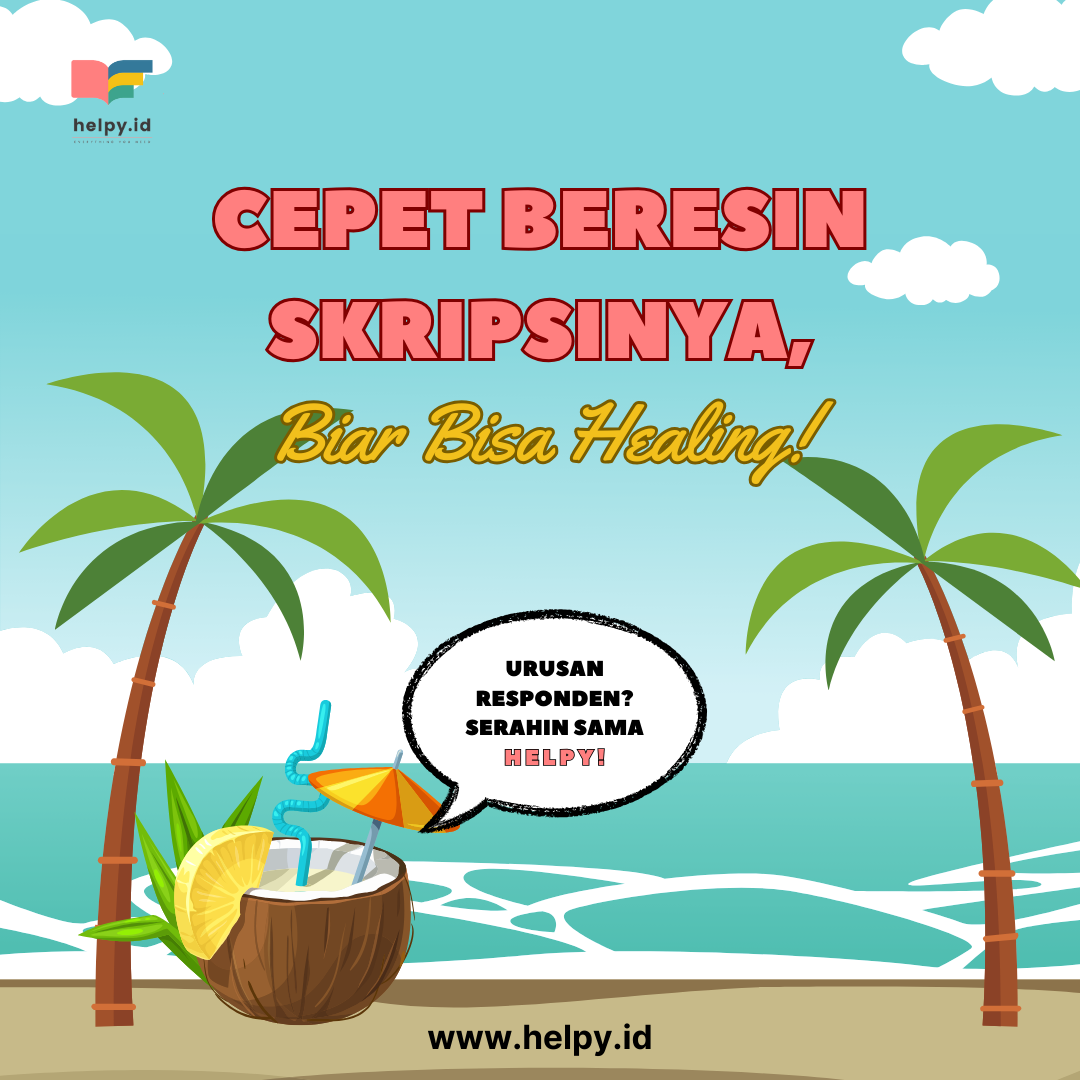 helpy.id
CEPET BERESIN
SKRIPSINYA,
Biar Bisa Healing!
URUSAN
RESPONDEN?
SERAHIN SAMA
HELPY!
www.helpy.id